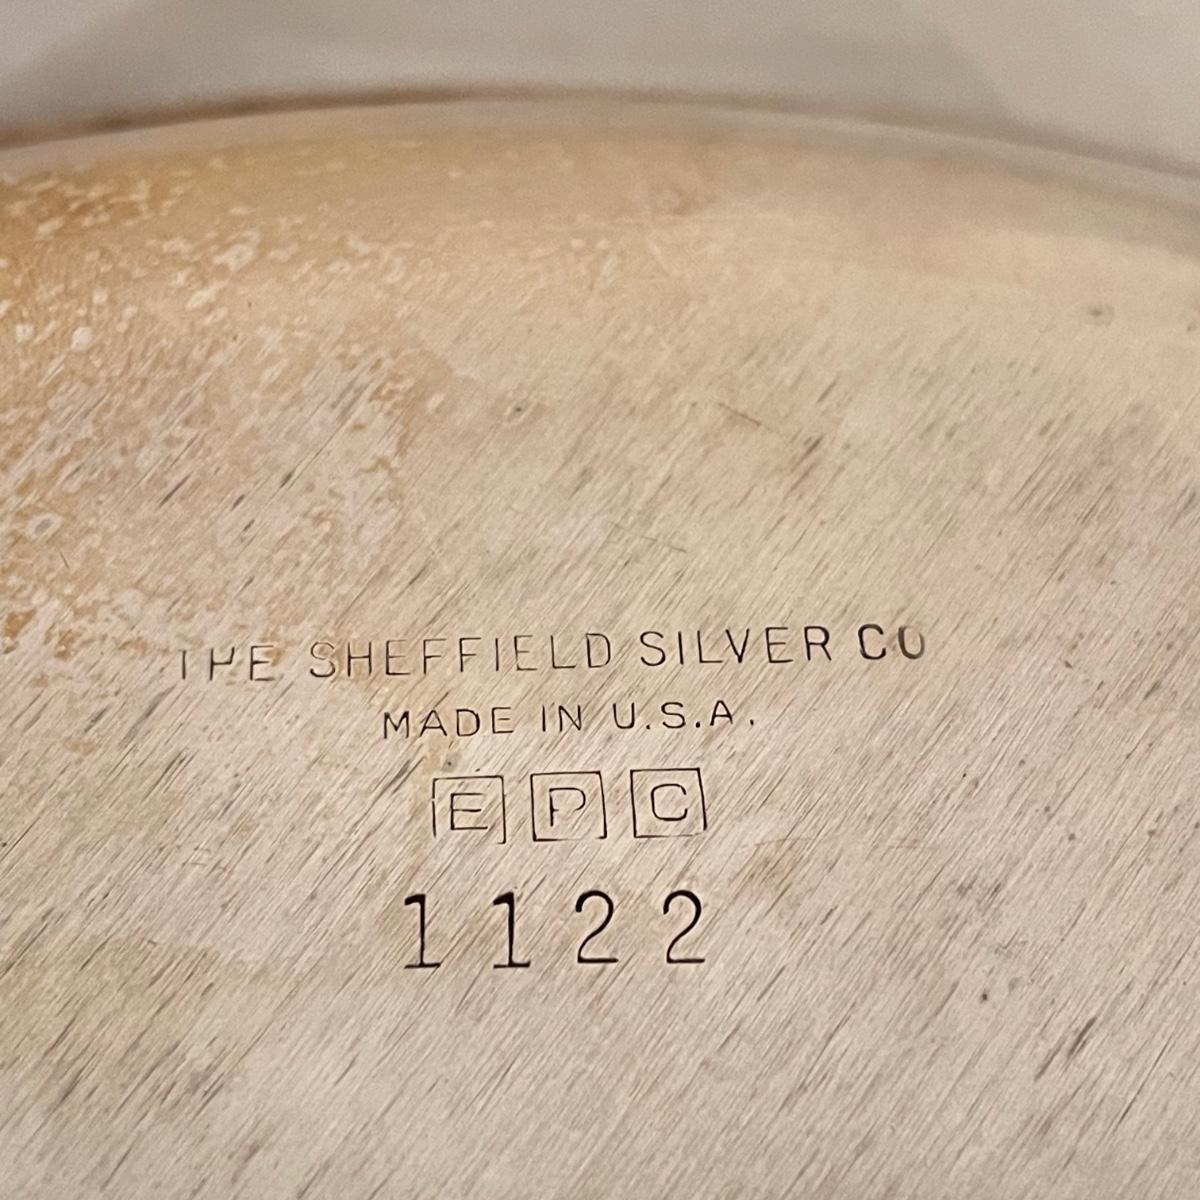 THE SHEFFIELD SILVER CO
MADE IN U.S.A.
E P C
1122